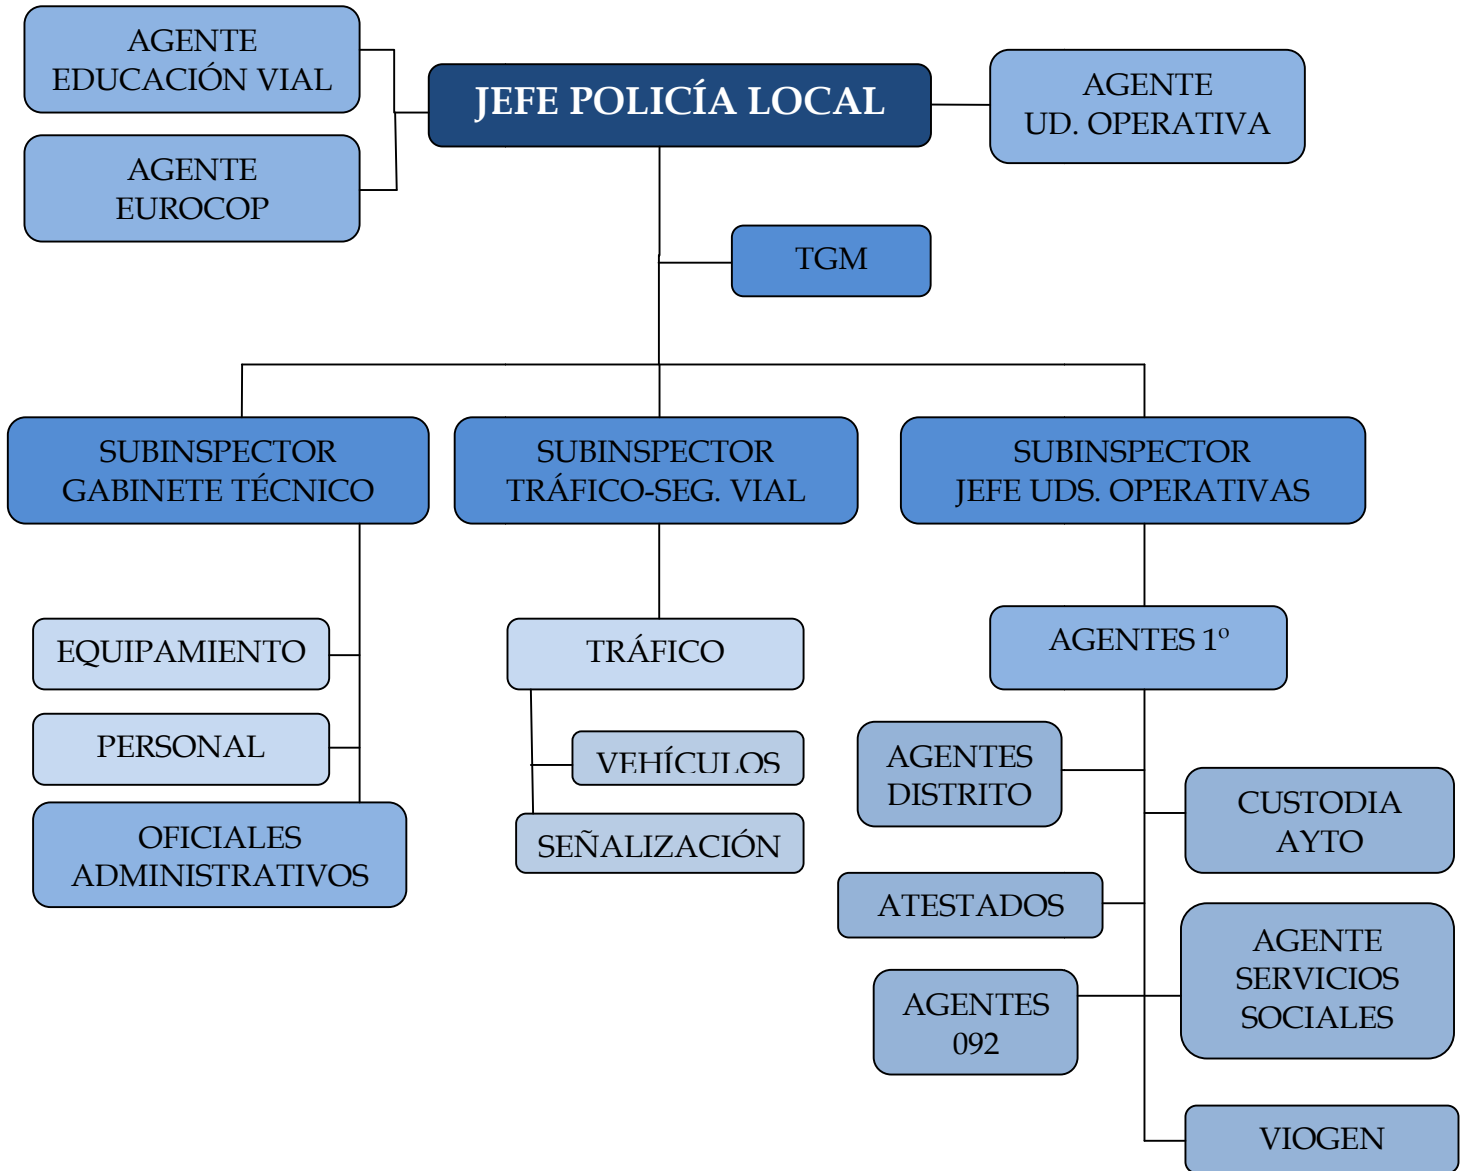 AGENTE
EDUCACIÓN VIAL
JEFE POLICÍA LOCAL
AGENTE
UD. OPERATIVA
AGENTE
EUROCOP
TGM
SUBINSPECTOR
GABINETE TÉCNICO
SUBINSPECTOR
TRÁFICO-SEG. VIAL
SUBINSPECTOR
JEFE UDS. OPERATIVAS
EQUIPAMIENTO
PERSONAL
OFICIALES
ADMINISTRATIVOS
TRÁFICO
VEHÍCULOS
SEÑALIZACIÓN
AGENTES 1º
AGENTES
DISTRITO
CUSTODIA
AYTO
ATESTADOS
AGENTE
SERVICIOS
SOCIALES
AGENTES
092
VIOGEN